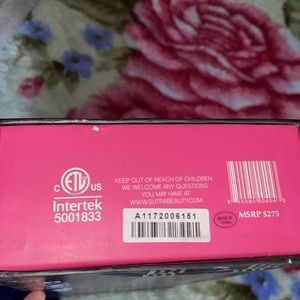 KEEP OUT OF REACH OF CHILDREN.
WE WELCOME ANY QUESTIONS
YOU MAY HAVE AT
WWW.SUTRABEAUTY.COM
C ETL US
Intertek
5001833
A1172006151
MADE IN
CHINA
MSRP $275